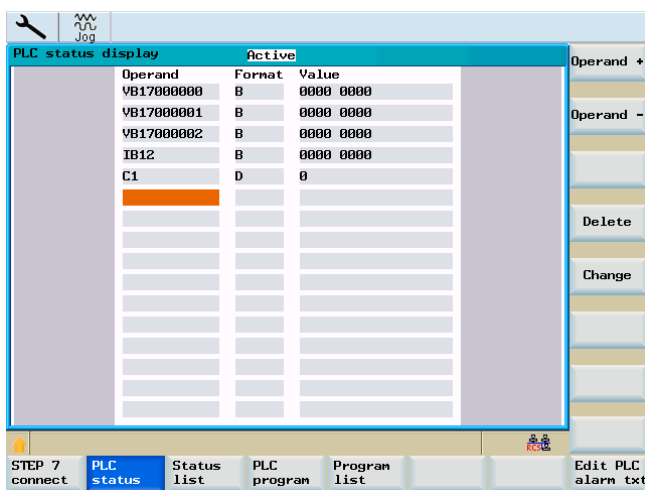 Jog
PLC status display Active
Operand Format Value
VB17000000 B 0000 0000
VB17000001 B 0000 0000
VB17000002 B 0000 0000
IB12 B 0000 0000
C1 D 0
Operand +
Operand -
Delete
Change
RCS
STEP 7 connect
PLC status
Status list
PLC program
Program list
Edit PLC alarm txt